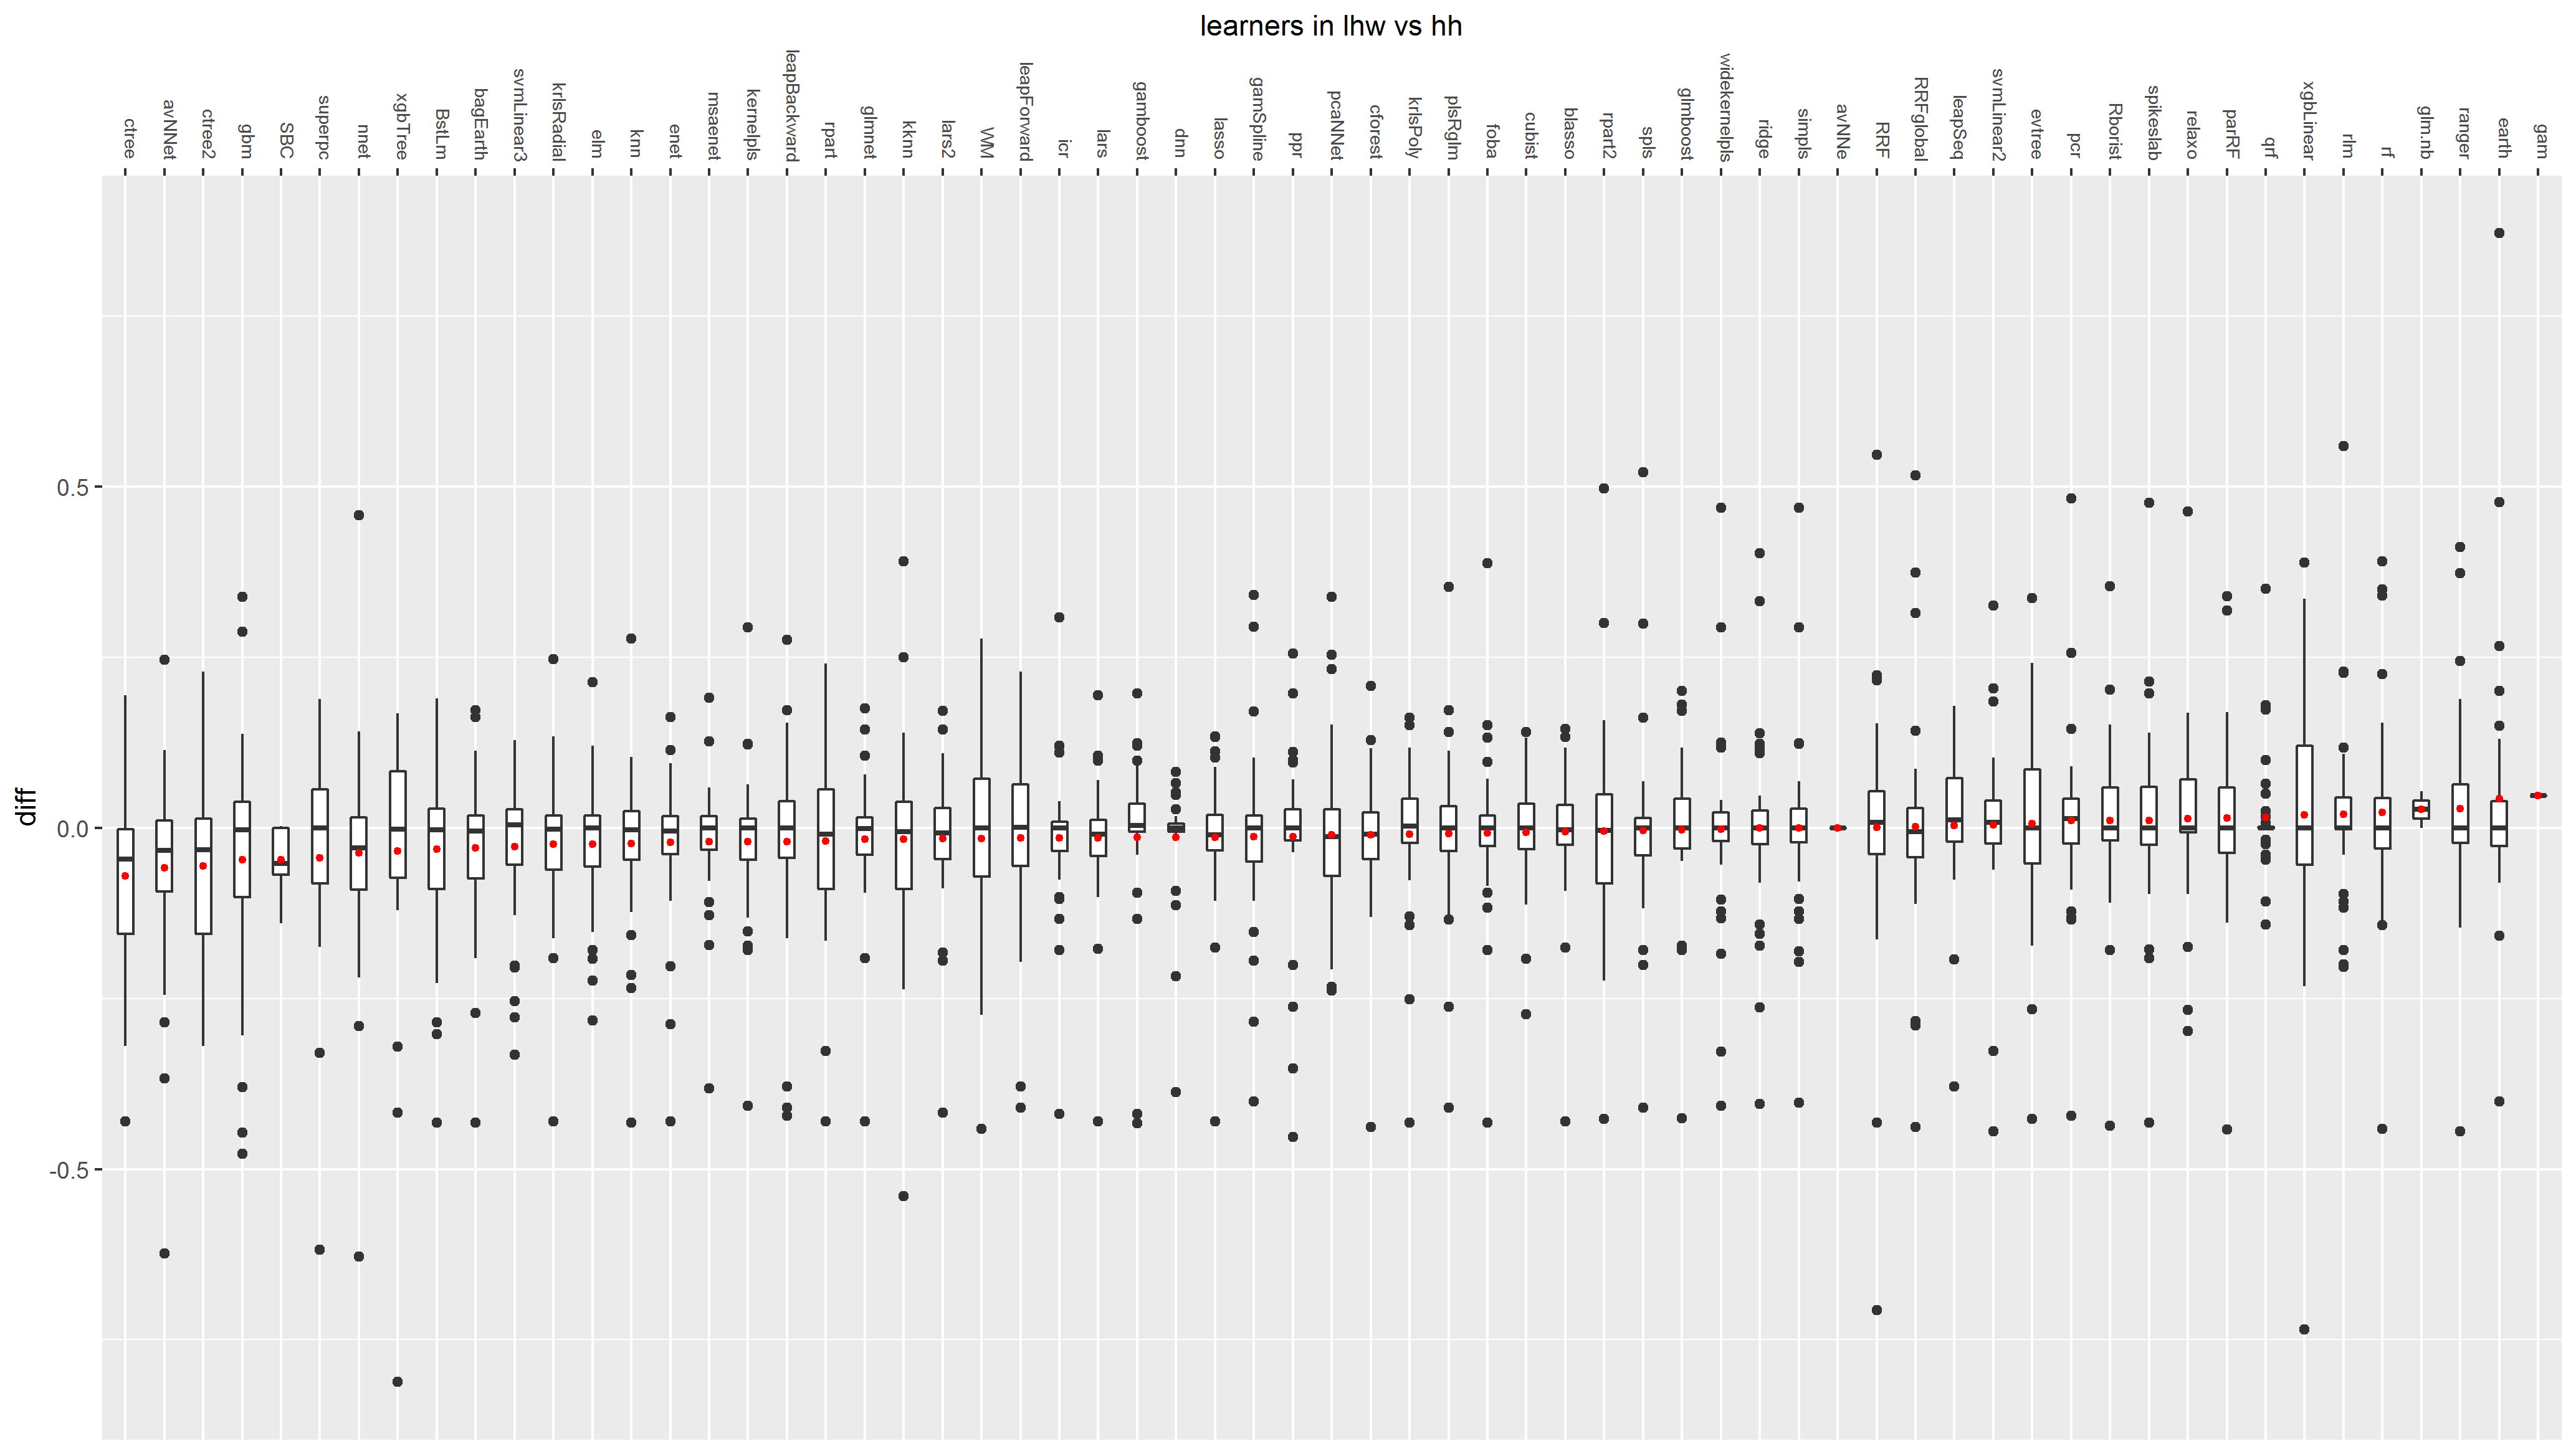 learners in lhw vs hh
ctree
avNNet
ctree2
gbm
SBC
superpc
nnet
xgbTree
BstLm
bagEarth
svmLinear3
krlsRadial
elm
knn
enet
msaenet
kernelpls
leapBackward
rpart
glmnet
kknn
lars2
WM
leapForward
icr
lars
gamboost
dnn
lasso
gamSpline
ppr
pcaNNet
cforest
krlsPoly
plsRglm
foba
cubist
blasso
rpart2
spls
glmboost
widekernelpls
ridge
simpls
avNNe
RRF
RRFglobal
leapSeq
svmLinear2
evtree
pcr
Rborist
spikeslab
relaxo
parRF
qrf
xgbLinear
rlm
rf
glm.nb
ranger
earth
gam
0.5
0.0
-0.5
diff